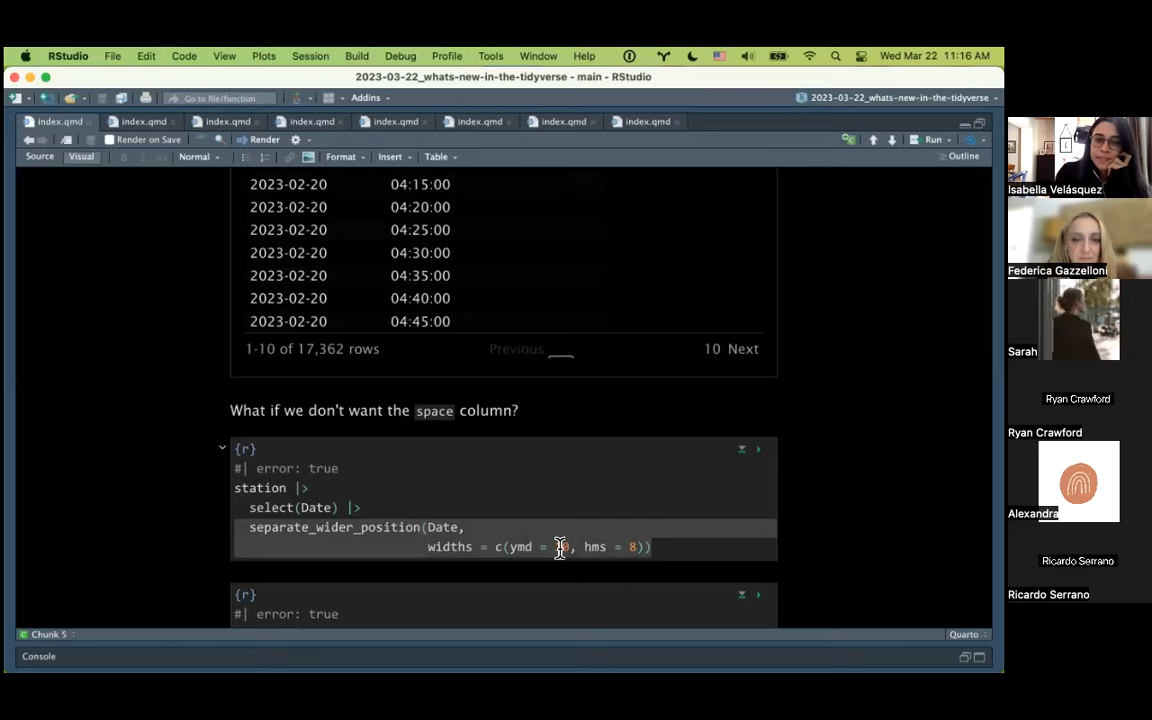 RStudio File Edit Code View Plots Session Build Debug Profile Tools Window Help Wed Mar 22 11:16 AM
2023-03-22_whats-new-in-the-tidyverse - main - RStudio
Go to file/function Addins 2023-03-22_whats-new-in-the-tidyverse
index.qmd index.qmd index.qmd index.qmd index.qmd index.qmd index.qmd index.qmd
Render on Save Render Run
Source Visual Normal Format Insert Table Outline
2023-02-20 04:15:00
2023-02-20 04:20:00
2023-02-20 04:25:00
2023-02-20 04:30:00
2023-02-20 04:35:00
2023-02-20 04:40:00
2023-02-20 04:45:00
1-10 of 17,362 rows Previous 10 Next
What if we don't want the space column?
{r}
#| error: true
station |>
select(Date) |>
separate_wider_position(Date,
widths = c(ymd = 10, hms = 8))
{r}
#| error: true
Chunk 5 Quarto
Console
Isabella Velásquez
Federica Gazzelloni
Sarah
Ryan Crawford
Ryan Crawford
Alexandra
Ricardo Serrano
Ricardo Serrano